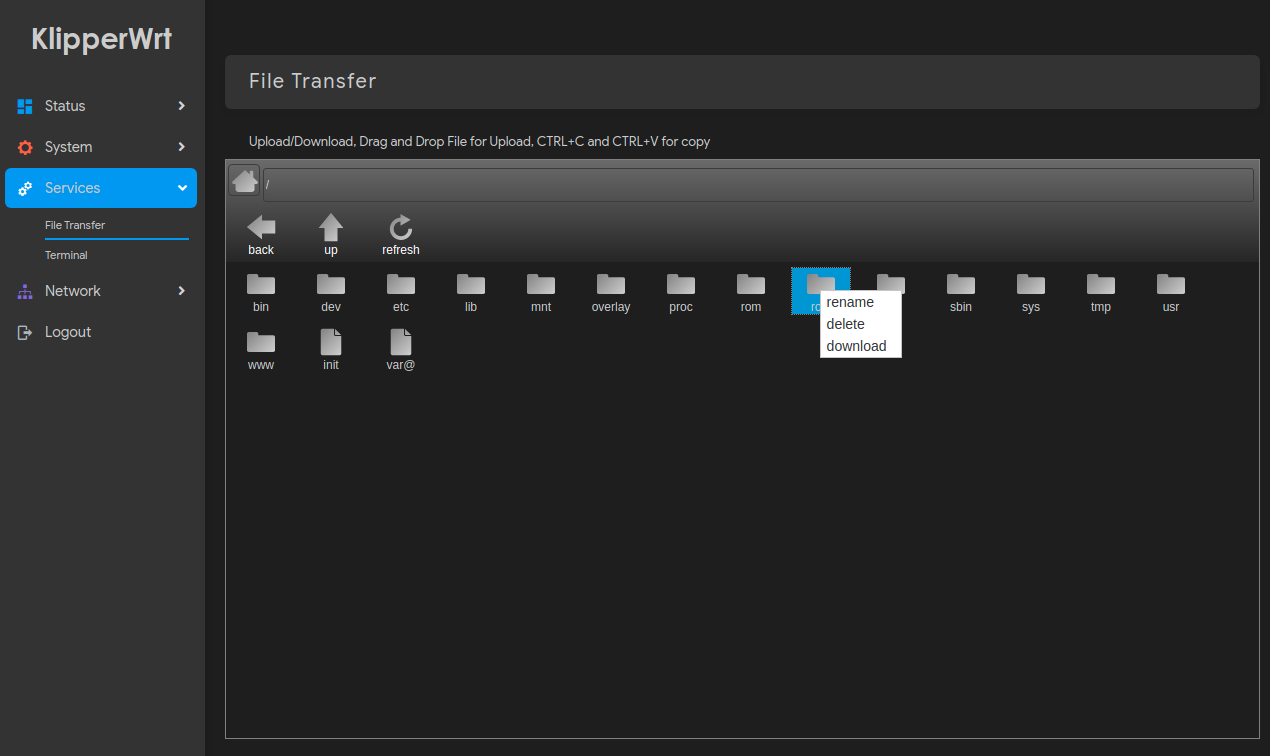 KlipperWrt
Status
System
Services
File Transfer
Terminal
Network
Logout
File Transfer
Upload/Download, Drag and Drop File for Upload, CTRL+C and CTRL+V for copy
/
back up refresh
bin dev etc lib mnt overlay proc rom sbin sys tmp usr
rename
delete
download
www init var@